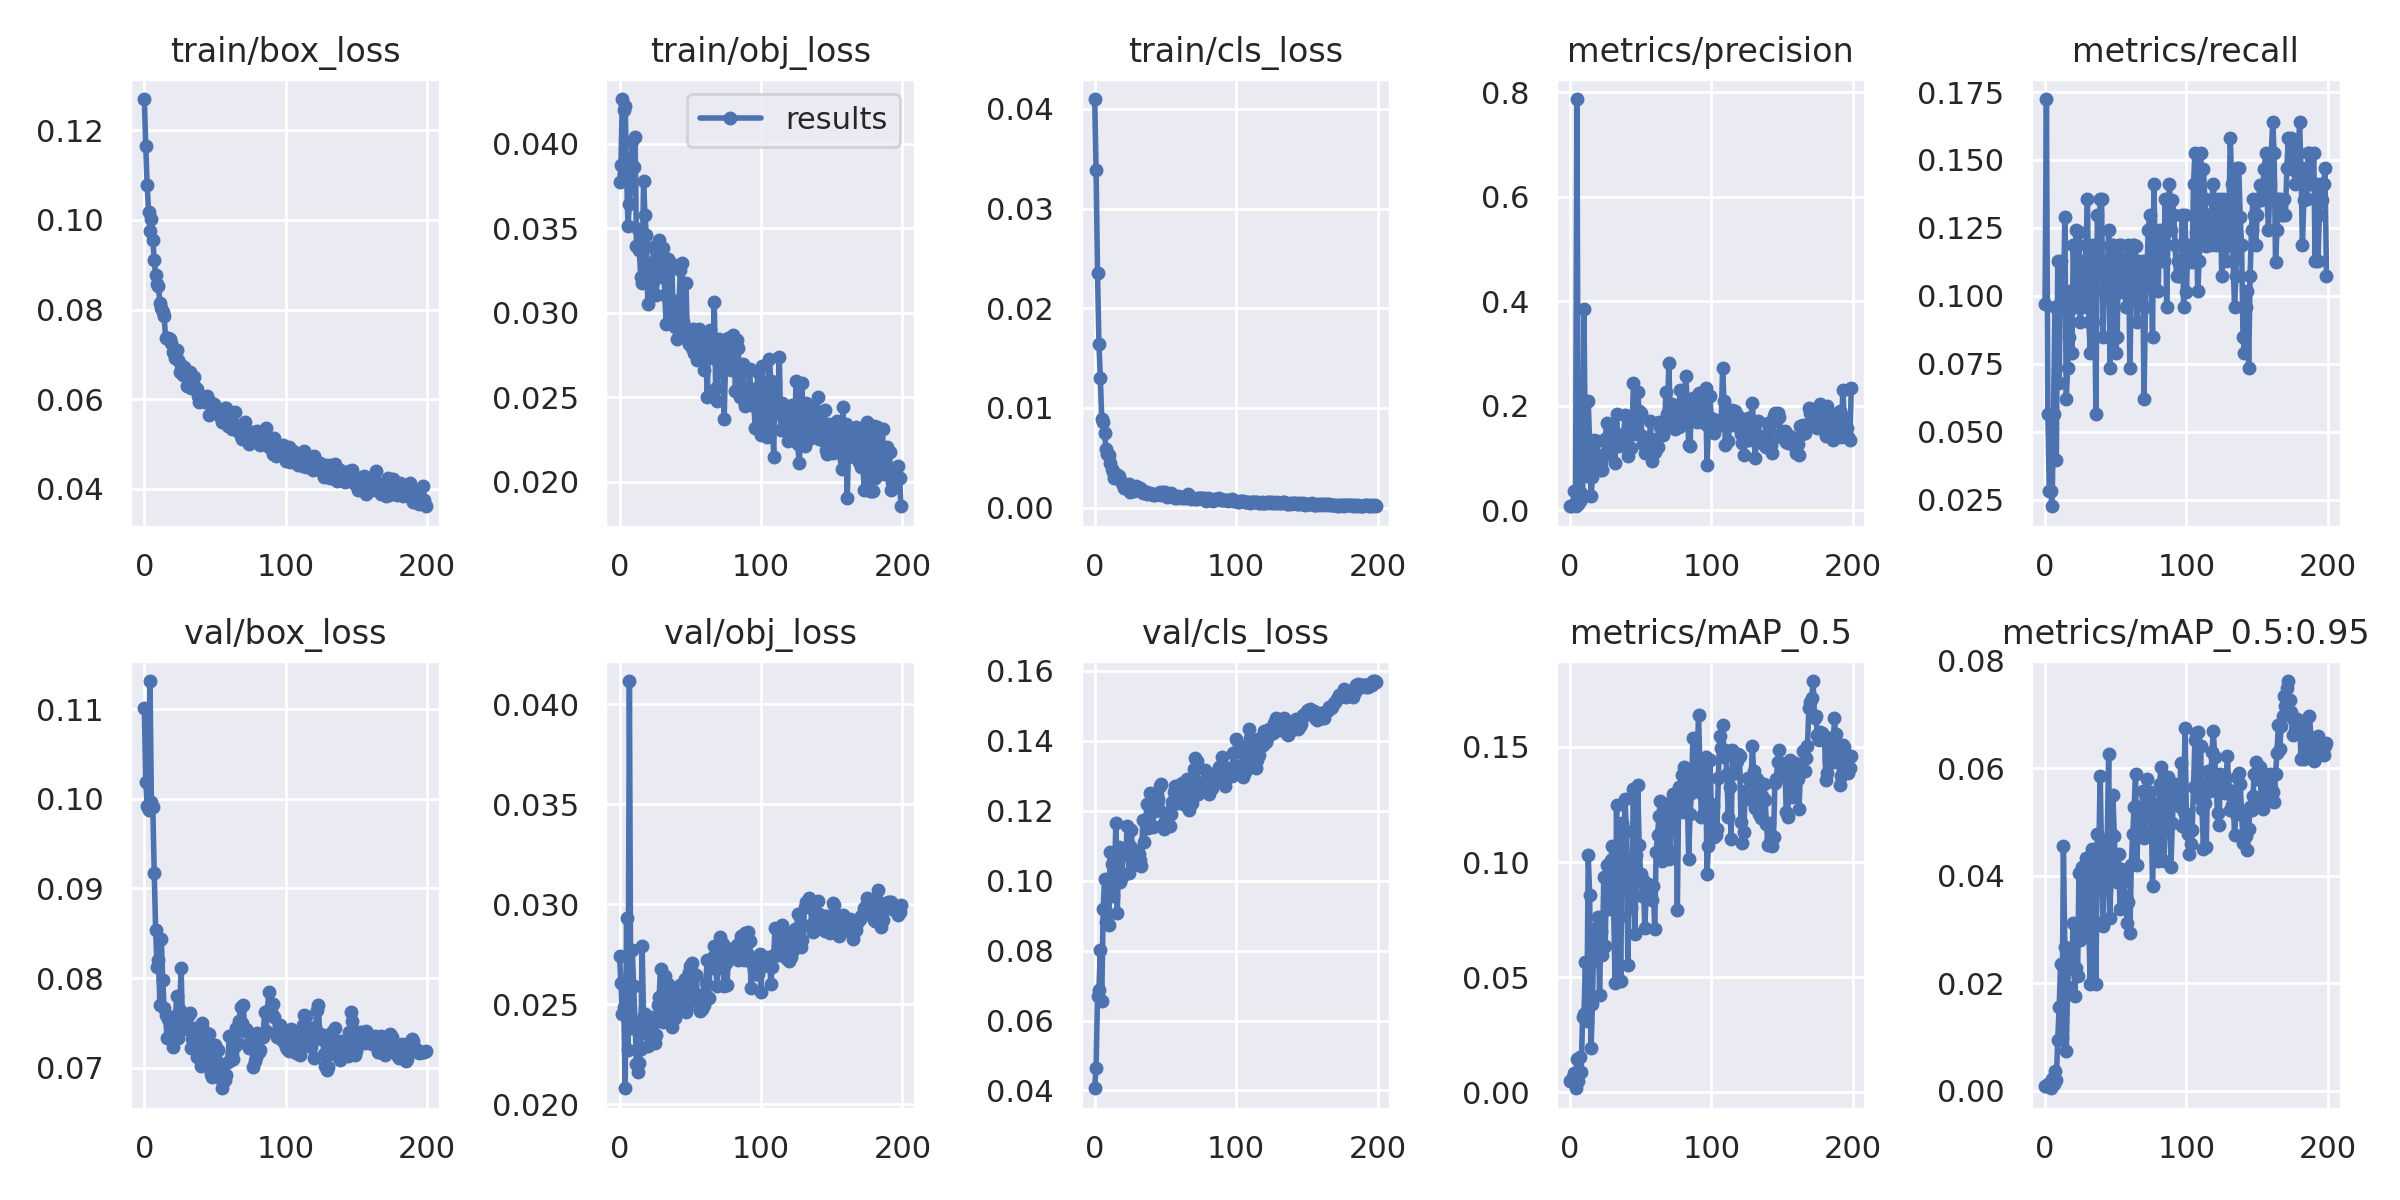 train/box_loss
train/obj_loss
train/cls_loss
metrics/precision
metrics/recall
results
0.12
0.10
0.08
0.06
0.04
0 100 200
0.040
0.035
0.030
0.025
0.020
0 100 200
0.04
0.03
0.02
0.01
0.00
0 100 200
0.8
0.6
0.4
0.2
0.0
0 100 200
0.175
0.150
0.125
0.100
0.075
0.050
0.025
0 100 200
val/box_loss
val/obj_loss
val/cls_loss
metrics/mAP_0.5
metrics/mAP_0.5:0.95
0.11
0.10
0.09
0.08
0.07
0 100 200
0.040
0.035
0.030
0.025
0.020
0 100 200
0.16
0.14
0.12
0.10
0.08
0.06
0.04
0 100 200
0.15
0.10
0.05
0.00
0 100 200
0.08
0.06
0.04
0.02
0.00
0 100 200